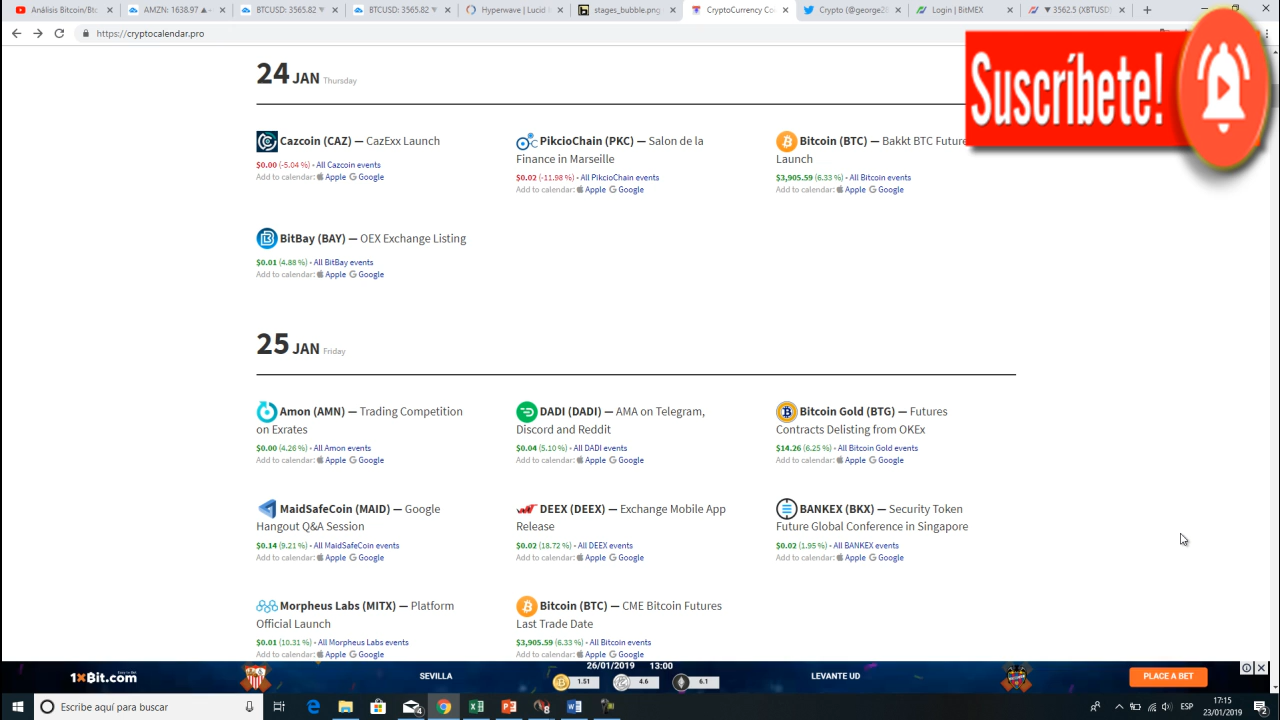 Análisis Bitcoin/Bt
AMZN: 1638.97 ▲
BTCUSD: 3565.82 ▼
BTCUSD: 3565.82 ▼
Hyperwave | Lucid I
stages_bubble.png
CryptoCurrency Co
Crypto (@george2
Login | BitMEX
▼ 3562.5 (XBTUSD)
https://cryptocalendar.pro
Suscríbete!
24 JAN Thursday
Cazcoin (CAZ) — CazExx Launch
$0.00 (-5.04 %) • All Cazcoin events
Add to calendar: Apple Google
PikcioChain (PKC) — Salon de la
Finance in Marseille
$0.02 (-11.98 %) • All PikcioChain events
Add to calendar: Apple Google
Bitcoin (BTC) — Bakkt BTC Future
Launch
$3,905.59 (6.33 %) • All Bitcoin events
Add to calendar: Apple Google
BitBay (BAY) — OEX Exchange Listing
$0.01 (4.88 %) • All BitBay events
Add to calendar: Apple Google
25 JAN Friday
Amon (AMN) — Trading Competition
on Exrates
$0.00 (4.26 %) • All Amon events
Add to calendar: Apple Google
DADI (DADI) — AMA on Telegram,
Discord and Reddit
$0.04 (5.10 %) • All DADI events
Add to calendar: Apple Google
Bitcoin Gold (BTG) — Futures
Contracts Delisting from OKEx
$14.26 (6.25 %) • All Bitcoin Gold events
Add to calendar: Apple Google
MaidSafeCoin (MAID) — Google
Hangout Q&A Session
$0.14 (9.21 %) • All MaidSafeCoin events
Add to calendar: Apple Google
DEEX (DEEX) — Exchange Mobile App
Release
$0.02 (18.72 %) • All DEEX events
Add to calendar: Apple Google
BANKEX (BKX) — Security Token
Future Global Conference in Singapore
$0.02 (1.95 %) • All BANKEX events
Add to calendar: Apple Google
Morpheus Labs (MITX) — Platform
Official Launch
$0.01 (10.31 %) • All Morpheus Labs events
Add to calendar: Apple Google
Bitcoin (BTC) — CME Bitcoin Futures
Last Trade Date
$3,905.59 (6.33 %) • All Bitcoin events
Add to calendar: Apple Google
1XBit.com
SEVILLA
26/01/2019 13:00
1.51
4.6
6.1
LEVANTE UD
PLACE A BET
Escribe aquí para buscar
ESP
17:15
23/01/2019